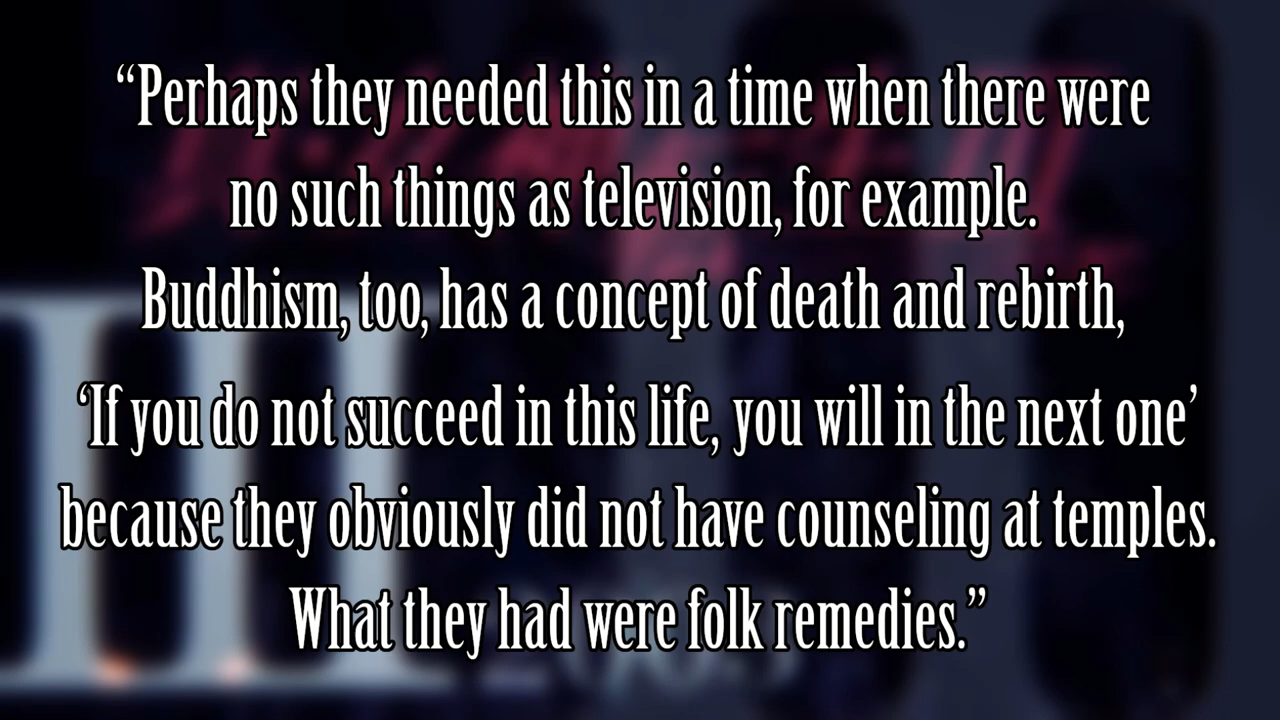 “Perhaps they needed this in a time when there were
no such things as television, for example.
Buddhism, too, has a concept of death and rebirth,
‘If you do not succeed in this life, you will in the next one’
because they obviously did not have counseling at temples.
What they had were folk remedies.”